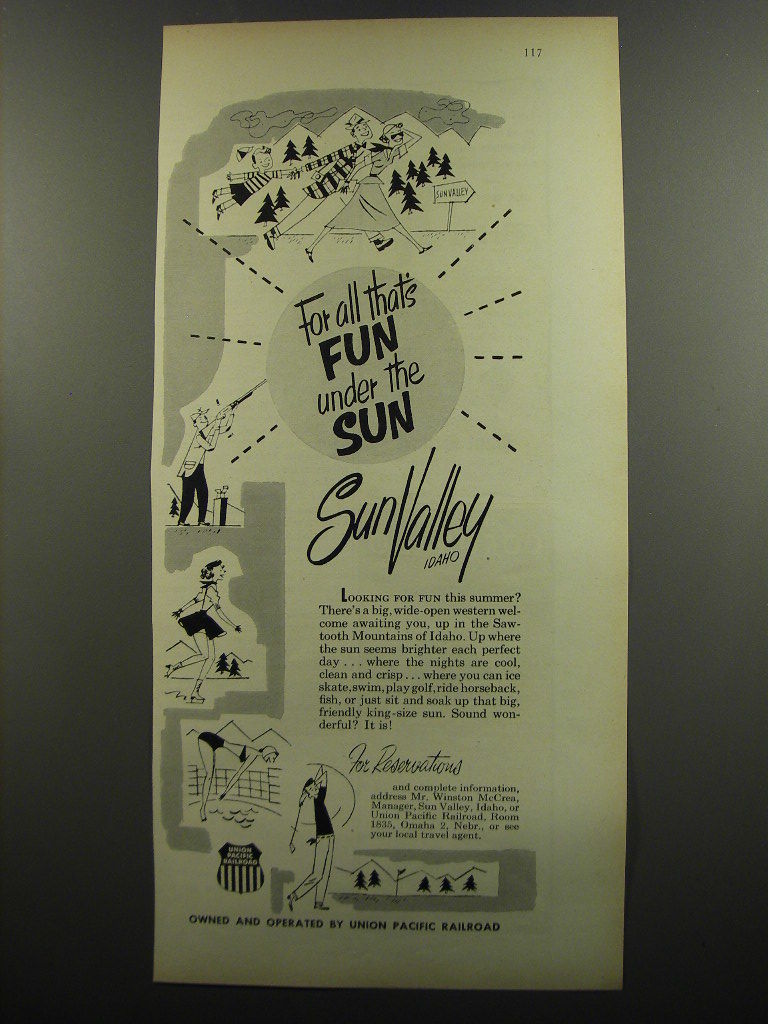 117
SUN VALLEY
For all that's
FUN
under the
SUN
Sun Valley
IDAHO
LOOKING FOR FUN this summer?
There's a big, wide-open western wel-
come awaiting you, up in the Saw-
tooth Mountains of Idaho. Up where
the sun seems brighter each perfect
day . . . where the nights are cool,
clean and crisp . . . where you can ice
skate, swim, play golf, ride horseback,
fish, or just sit and soak up that big,
friendly king-size sun. Sound won-
derful? It is!
For Reservations
and complete information,
address Mr. Winston McCrea,
Manager, Sun Valley, Idaho, or
Union Pacific Railroad, Room
1835, Omaha 2, Nebr., or see
your local travel agent.
UNION
PACIFIC
RAILROAD
OWNED AND OPERATED BY UNION PACIFIC RAILROAD